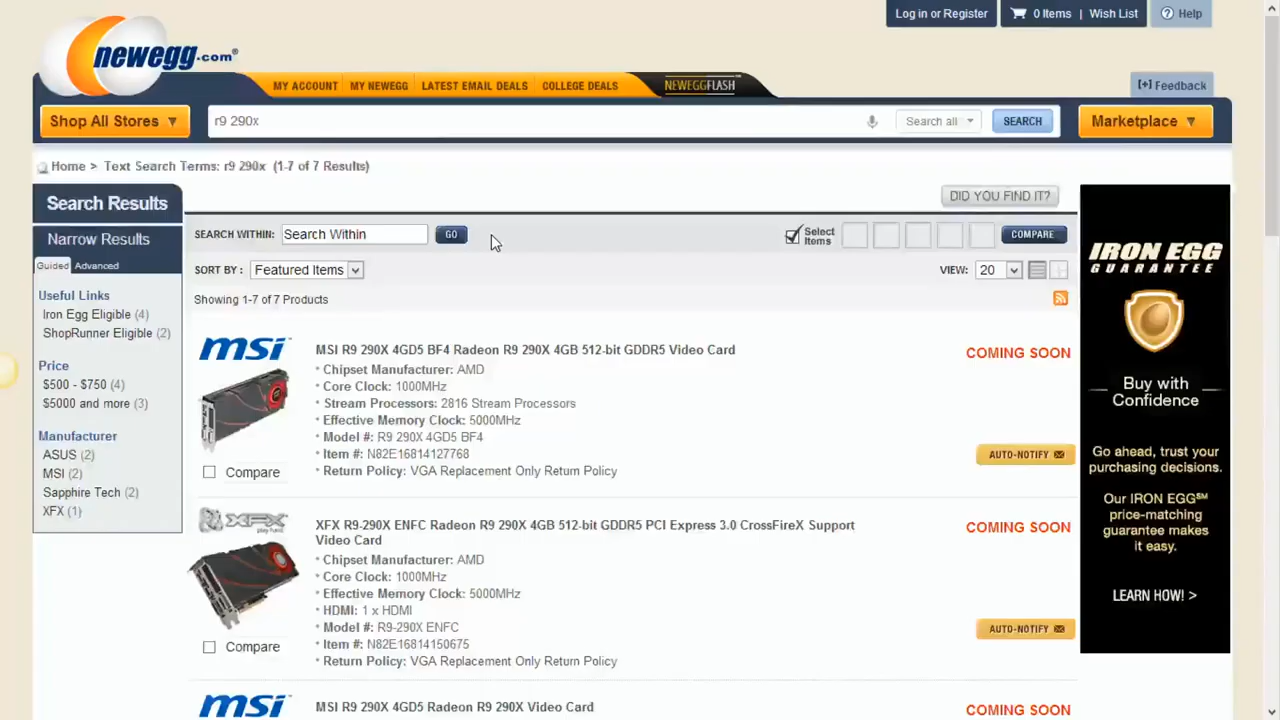 Log in or Register
0 Items | Wish List
Help
newegg.com®
MY ACCOUNT
MY NEWEGG
LATEST EMAIL DEALS
COLLEGE DEALS
NEWEGGFLASH™
[+] Feedback
Shop All Stores ▼
r9 290x
Search all
SEARCH
Marketplace ▼
Home > Text Search Terms: r9 290x (1-7 of 7 Results)
Search Results
DID YOU FIND IT?
Narrow Results
Guided Advanced
Useful Links
Iron Egg Eligible (4)
ShopRunner Eligible (2)
Price
$500 - $750 (4)
$5000 and more (3)
Manufacturer
ASUS (2)
MSI (2)
Sapphire Tech (2)
XFX (1)
SEARCH WITHIN: Search Within GO
Select Items
COMPARE
SORT BY : Featured Items
VIEW: 20
Showing 1-7 of 7 Products
msi
MSI R9 290X 4GD5 BF4 Radeon R9 290X 4GB 512-bit GDDR5 Video Card
COMING SOON
• Chipset Manufacturer: AMD
• Core Clock: 1000MHz
• Stream Processors: 2816 Stream Processors
• Effective Memory Clock: 5000MHz
• Model #: R9 290X 4GD5 BF4
• Item #: N82E16814127768
• Return Policy: VGA Replacement Only Return Policy
AUTO-NOTIFY
Compare
XFX
XFX R9-290X ENFC Radeon R9 290X 4GB 512-bit GDDR5 PCI Express 3.0 CrossFireX Support
Video Card
COMING SOON
• Chipset Manufacturer: AMD
• Core Clock: 1000MHz
• Effective Memory Clock: 5000MHz
• HDMI: 1 x HDMI
• Model #: R9-290X ENFC
• Item #: N82E16814150675
• Return Policy: VGA Replacement Only Return Policy
AUTO-NOTIFY
Compare
msi
MSI R9 290X 4GD5 Radeon R9 290X Video Card
COMING SOON
IRON EGG
GUARANTEE
Buy with
Confidence
Go ahead, trust your
purchasing decisions.
Our IRON EGG℠
price-matching
guarantee makes
it easy.
LEARN HOW! >